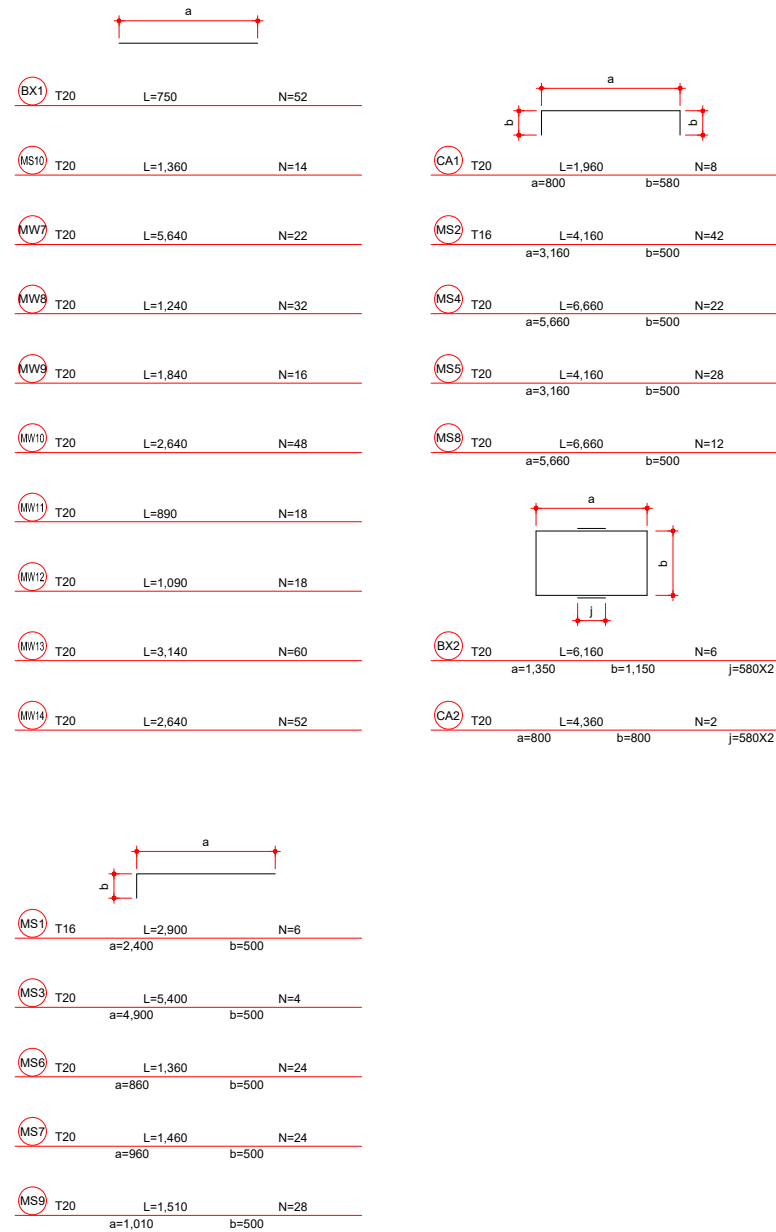 a
BX1 T20 L=750 N=52
MS10 T20 L=1,360 N=14
MW7 T20 L=5,640 N=22
MW8 T20 L=1,240 N=32
MW9 T20 L=1,840 N=16
MW10 T20 L=2,640 N=48
MW11 T20 L=890 N=18
MW12 T20 L=1,090 N=18
MW13 T20 L=3,140 N=60
MW14 T20 L=2,640 N=52
a
b
MS1 T16 L=2,900 N=6
a=2,400 b=500
MS3 T20 L=5,400 N=4
a=4,900 b=500
MS6 T20 L=1,360 N=24
a=860 b=500
MS7 T20 L=1,460 N=24
a=960 b=500
MS9 T20 L=1,510 N=28
a=1,010 b=500
a
b b
CA1 T20 L=1,960 N=8
a=800 b=580
MS2 T16 L=4,160 N=42
a=3,160 b=500
MS4 T20 L=6,660 N=22
a=5,660 b=500
MS5 T20 L=4,160 N=28
a=3,160 b=500
MS8 T20 L=6,660 N=12
a=5,660 b=500
a
b
j
BX2 T20 L=6,160 N=6
a=1,350 b=1,150 j=580X2
CA2 T20 L=4,360 N=2
a=800 b=800 j=580X2